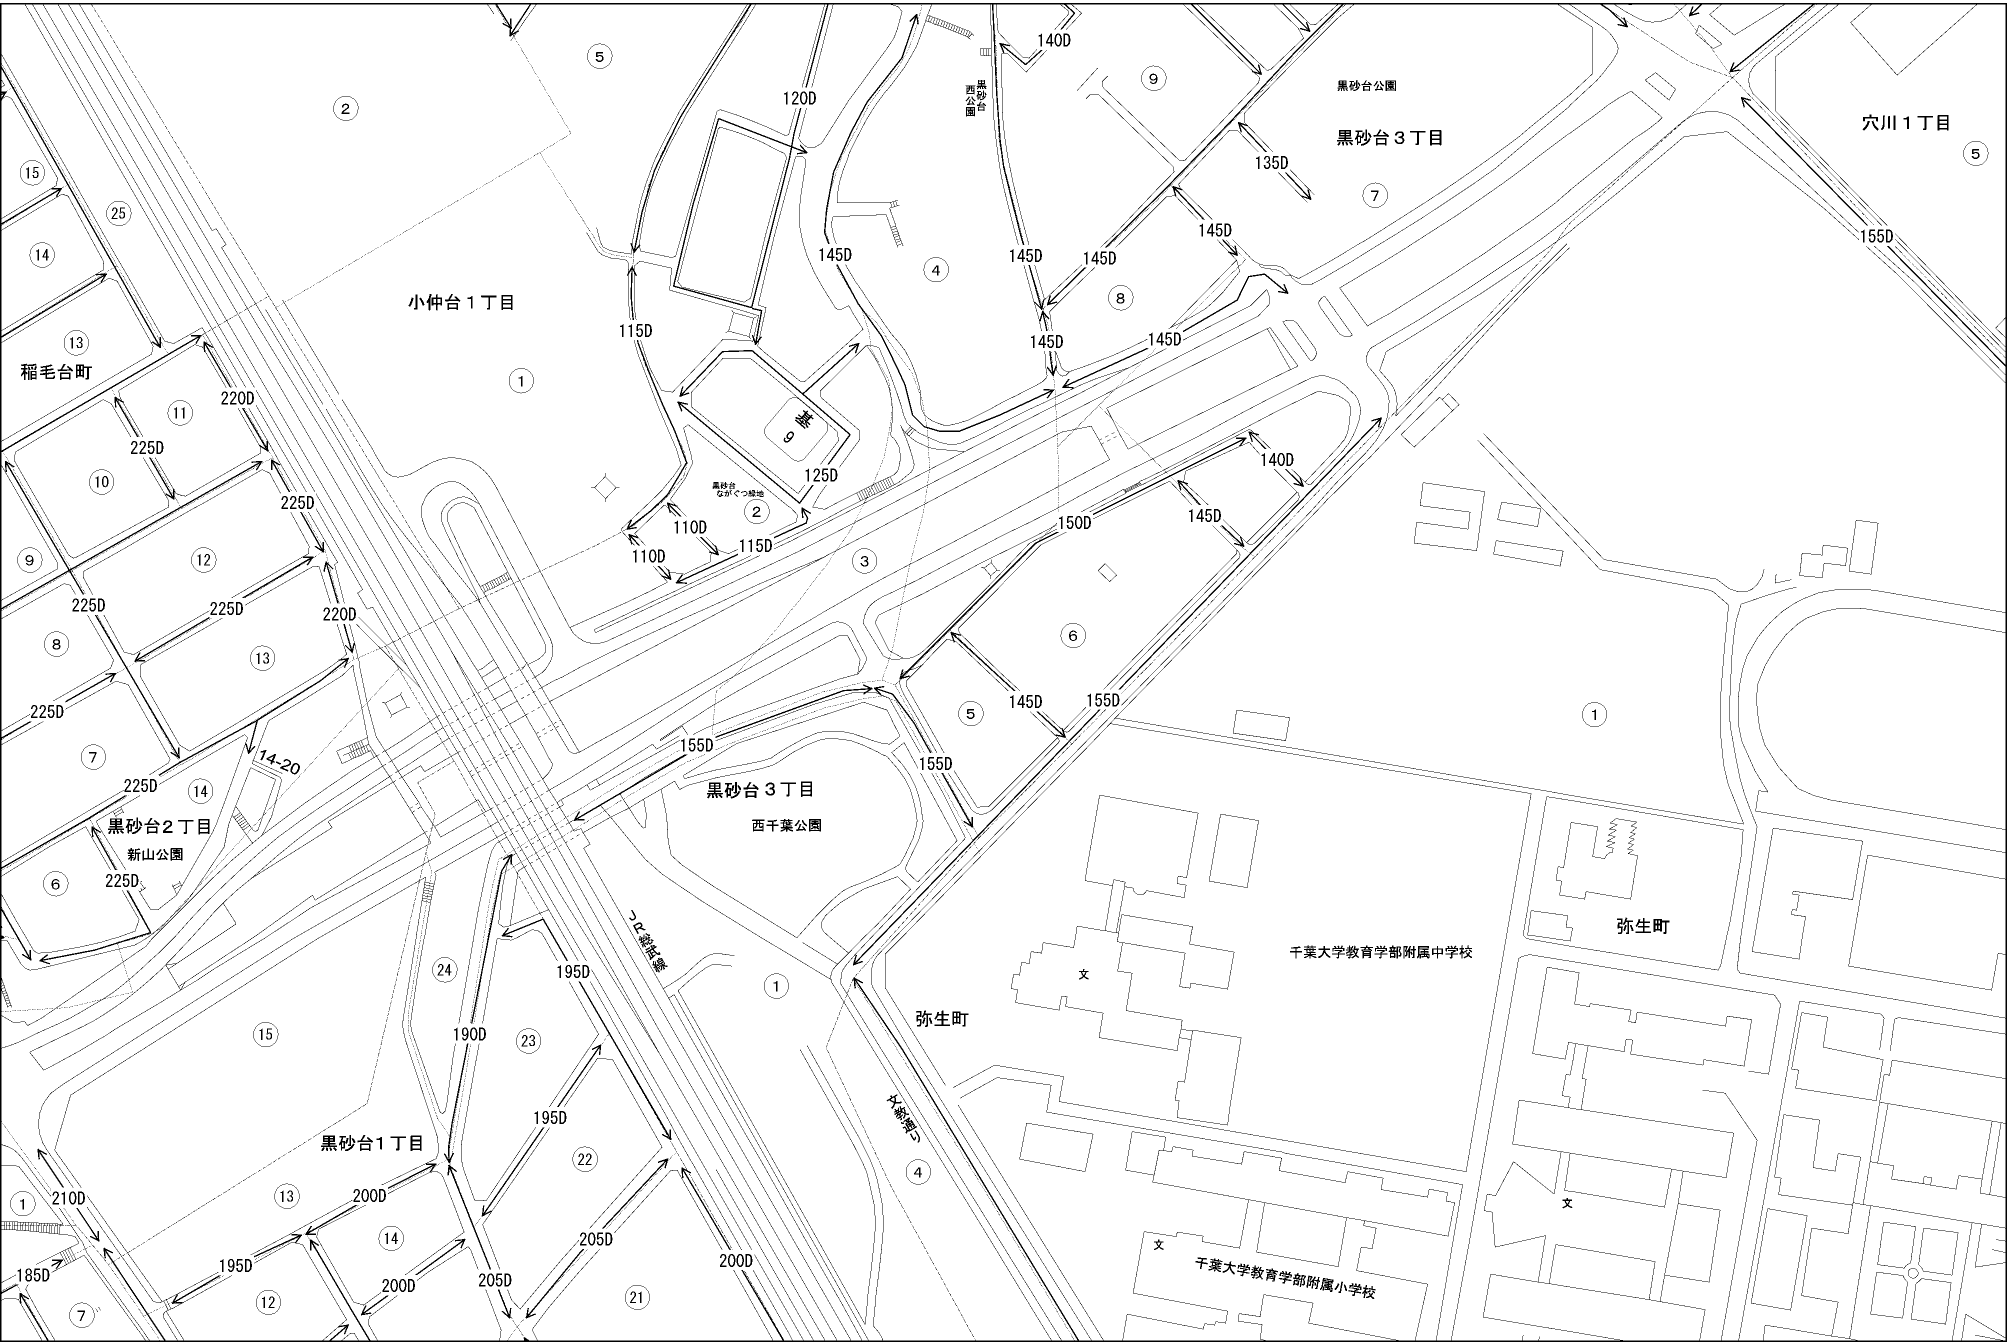 5
140D
9
2
黒砂台
西公園
120D
黒砂台公園
黒砂台3丁目
穴川1丁目
5
15
135D
7
25
14
145D
145D
145D
145D
155D
4
小仲台1丁目
8
115D
13
稲毛台町
145D
145D
1
220D
11
基
9
225D
10
140D
125D
黒砂台
ながぐつ緑地
2
225D
110D
145D
150D
115D
110D
9
12
3
225D
225D
220D
8
13
6
145D
155D
225D
5
1
155D
7
14-20
155D
225D
14
黒砂台3丁目
黒砂台2丁目
西千葉公園
新山公園
6
225D
JR総武線
弥生町
千葉大学教育学部附属中学校
24
195D
文
1
弥生町
15
190D
23
195D
文教通り
黒砂台1丁目
22
4
210D
1
13
200D
文
14
205D
文
195D
185D
200D
205D
200D
千葉大学教育学部附属小学校
7
12
21